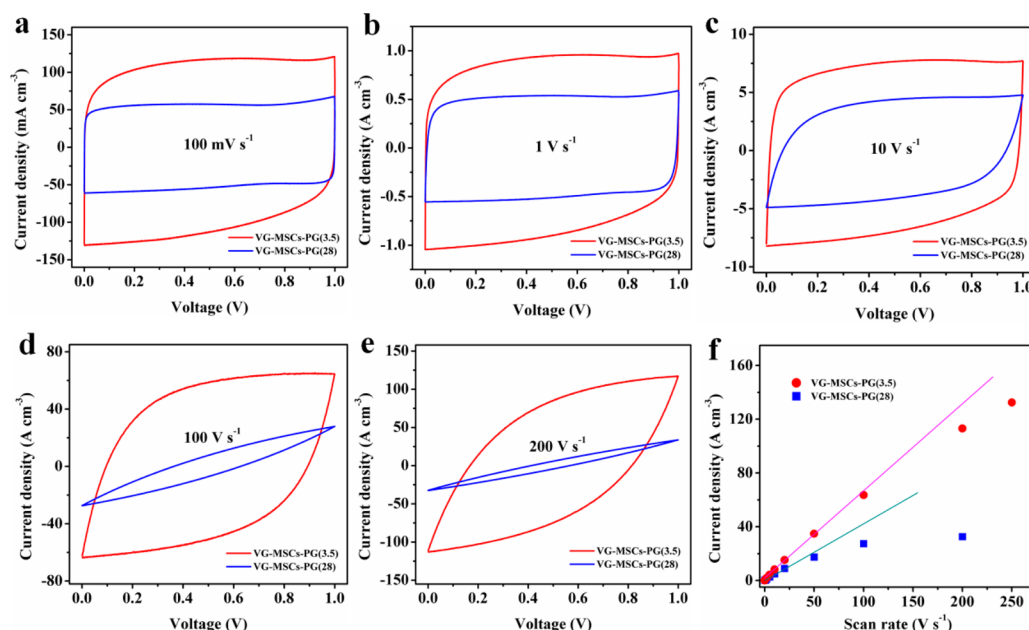 a
Current density (mA cm-3)
150
125
100
75
50
25
0
-25
-50
-75
-100
-125
-150
100 mV s-1
VG-MSCs-PG(3.5)
VG-MSCs-PG(28)
0.0 0.2 0.4 0.6 0.8 1.0
Voltage (V)
b
Current density (A cm-3)
1.0
0.5
0.0
-0.5
-1.0
1 V s-1
VG-MSCs-PG(3.5)
VG-MSCs-PG(28)
0.0 0.2 0.4 0.6 0.8 1.0
Voltage (V)
c
Current density (A cm-3)
10
5
0
-5
-10
10 V s-1
VG-MSCs-PG(3.5)
VG-MSCs-PG(28)
0.0 0.2 0.4 0.6 0.8 1.0
Voltage (V)
d
Current density (A cm-3)
80
40
0
-40
-80
100 V s-1
VG-MSCs-PG(3.5)
VG-MSCs-PG(28)
0.0 0.2 0.4 0.6 0.8 1.0
Voltage (V)
e
Current density (A cm-3)
150
100
50
0
-50
-100
-150
200 V s-1
VG-MSCs-PG(3.5)
VG-MSCs-PG(28)
0.0 0.2 0.4 0.6 0.8 1.0
Voltage (V)
f
Current density (A cm-3)
160
120
80
40
0
VG-MSCs-PG(3.5)
VG-MSCs-PG(28)
0 50 100 150 200 250
Scan rate (V s-1)